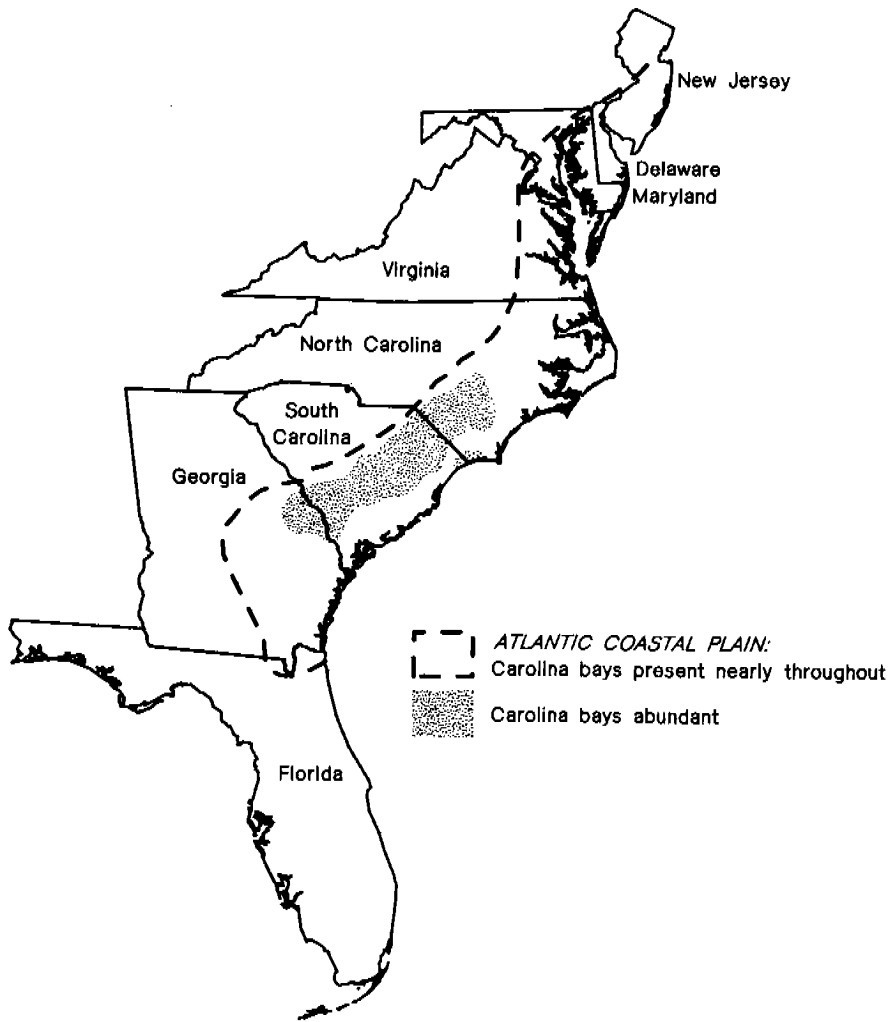 New Jersey
Delaware
Maryland
Virginia
North Carolina
South
Carolina
Georgia
ATLANTIC COASTAL PLAIN:
Carolina bays present nearly throughout
Carolina bays abundant
Florida